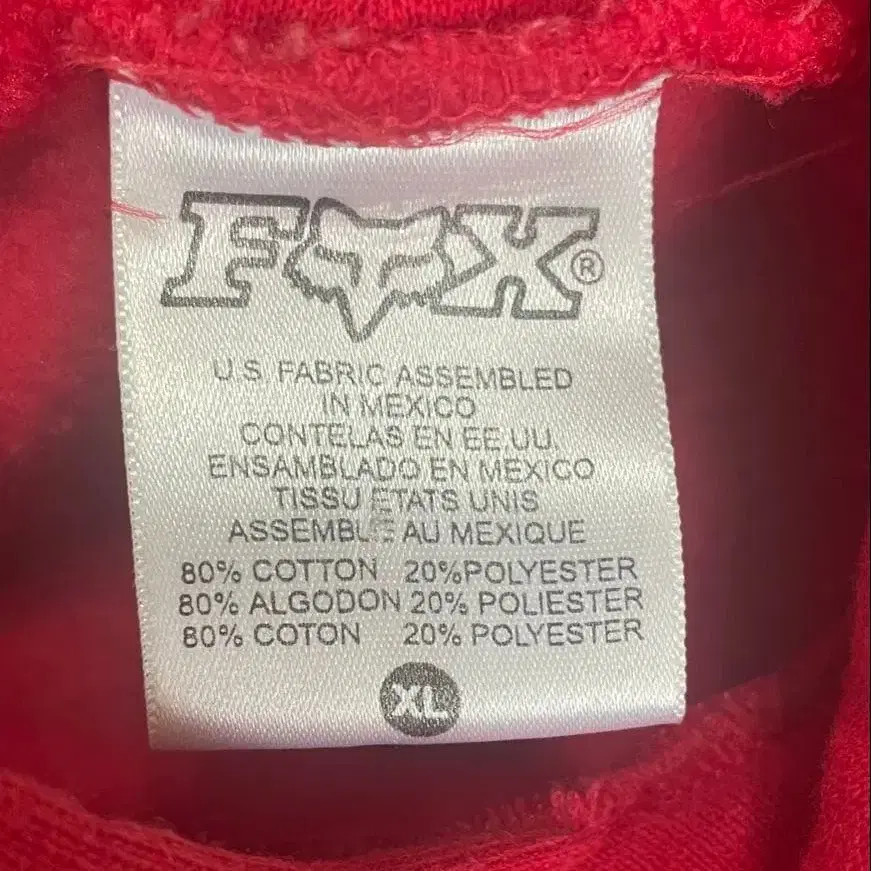 FOX®
U.S. FABRIC ASSEMBLED
IN MEXICO
CONTELAS EN EE.UU.
ENSAMBLADO EN MEXICO
TISSU ETATS UNIS
ASSEMBLE AU MEXIQUE
80% COTTON 20%POLYESTER
80% ALGODON 20% POLIESTER
80% COTON 20% POLYESTER
XL